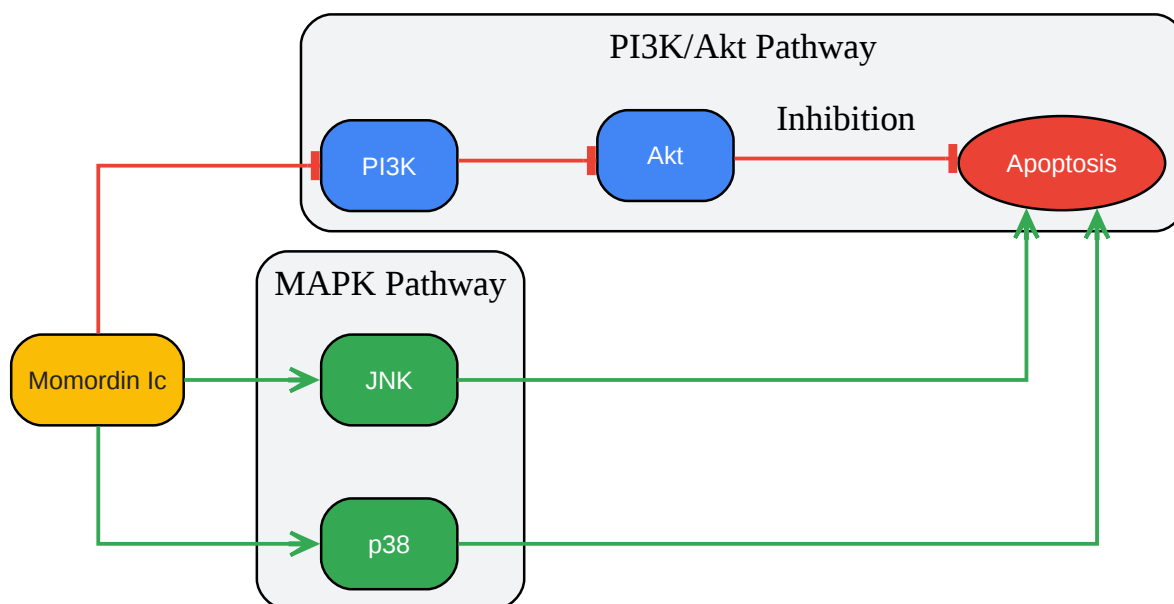 PI3K/Akt Pathway
Inhibition
PI3K
Akt
Apoptosis
MAPK Pathway
Momordin Ic
JNK
p38